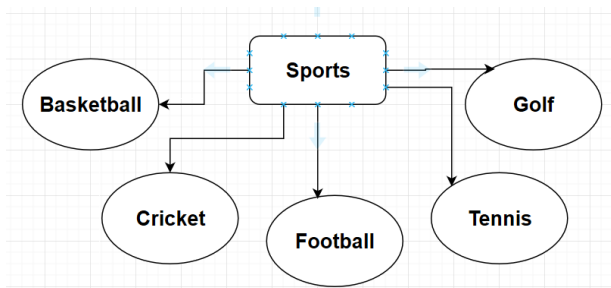 Sports
Basketball
Golf
Cricket
Football
Tennis